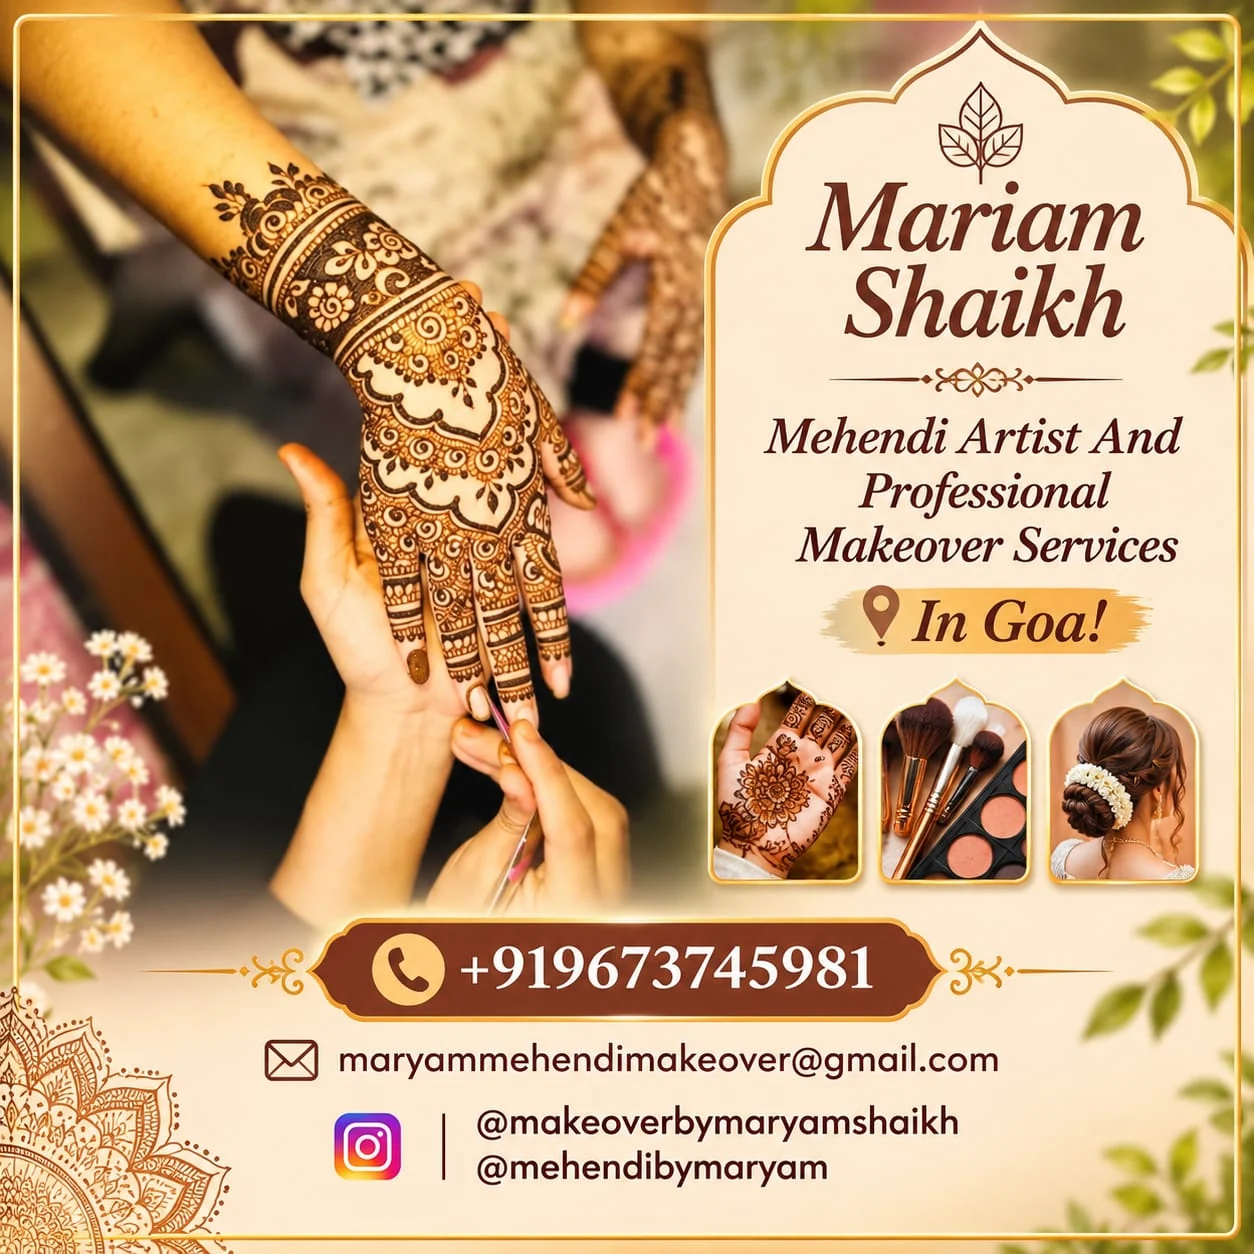 Mariam
Shaikh
Mehendi Artist And
Professional
Makeover Services
In Goa!
+919673745981
maryammehendimakeover@gmail.com
@makeoverbymaryamshaikh
@mehendibymaryam